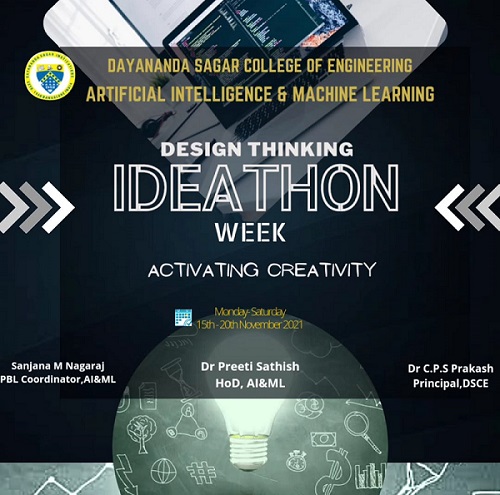 DAYANANDA SAGAR COLLEGE OF ENGINEERING
ARTIFICIAL INTELLIGENCE & MACHINE LEARNING
DESIGN THINKING
IDEATHON
WEEK
ACTIVATING CREATIVITY
Monday-Saturday
15th - 20th November 2021
Sanjana M Nagaraj
PBL Coordinator,AI&ML
Dr Preeti Sathish
HoD, AI&ML
Dr C.P.S Prakash
Principal,DSCE